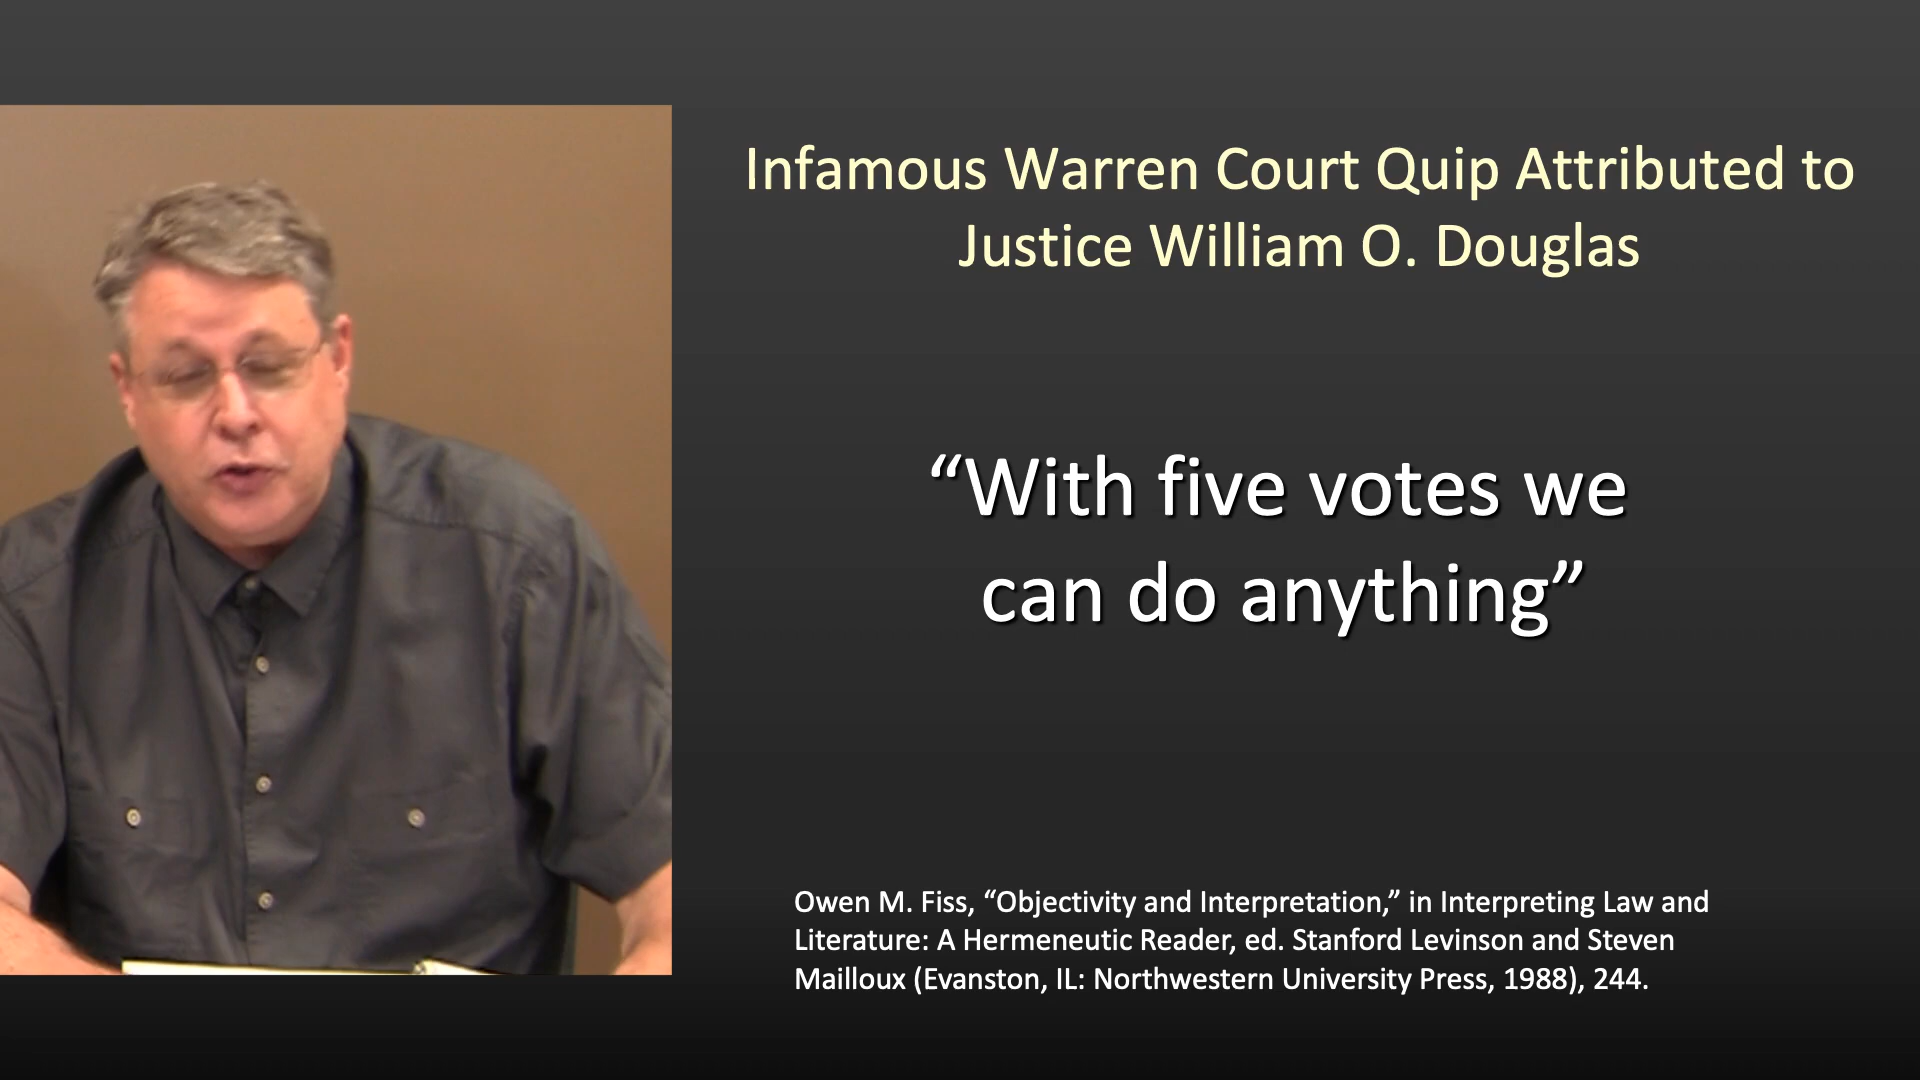 Infamous Warren Court Quip Attributed to
Justice William O. Douglas
“With five votes we
can do anything”
Owen M. Fiss, “Objectivity and Interpretation,” in Interpreting Law and
Literature: A Hermeneutic Reader, ed. Stanford Levinson and Steven
Mailloux (Evanston, IL: Northwestern University Press, 1988), 244.